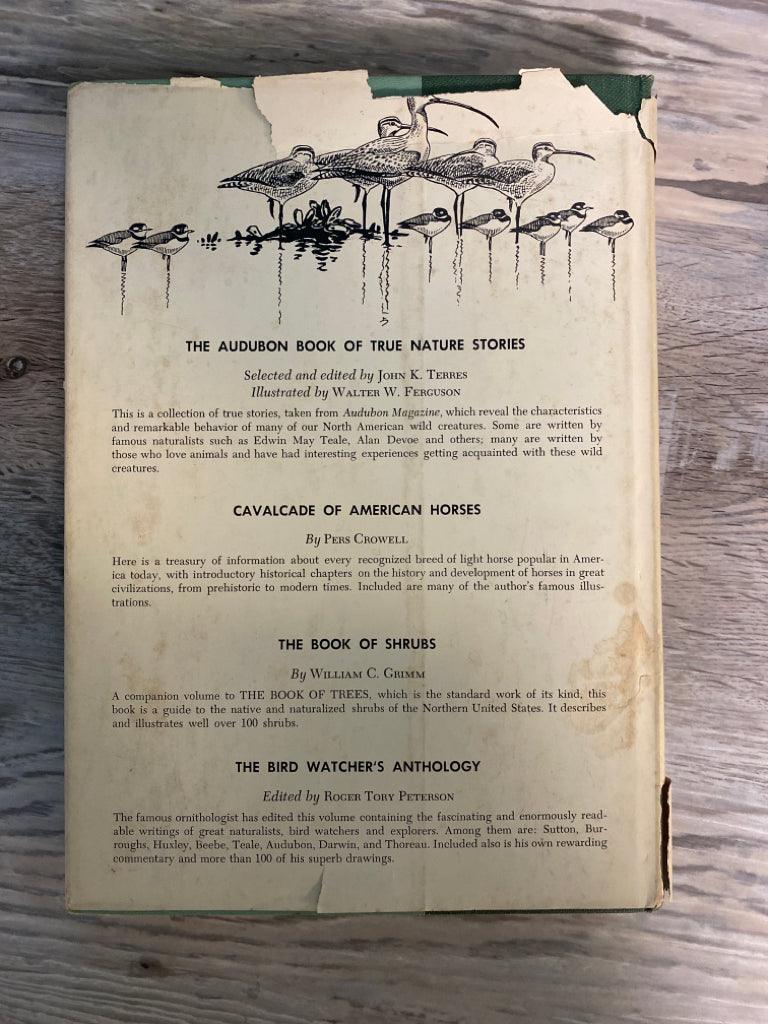 THE AUDUBON BOOK OF TRUE NATURE STORIES
Selected and edited by JOHN K. TERRES
Illustrated by WALTER W. FERGUSON
This is a collection of true stories, taken from Audubon Magazine, which reveal the characteristics
and remarkable behavior of many of our North American wild creatures. Some are written by
famous naturalists such as Edwin May Teale, Alan Devoe and others; many are written by
those who love animals and have had interesting experiences getting acquainted with these wild
creatures.
CAVALCADE OF AMERICAN HORSES
By PERS CROWELL
Here is a treasury of information about every recognized breed of light horse popular in Amer-
ica today, with introductory historical chapters on the history and development of horses in great
civilizations, from prehistoric to modern times. Included are many of the author's famous illus-
trations.
THE BOOK OF SHRUBS
By WILLIAM C. GRIMM
A companion volume to THE BOOK OF TREES, which is the standard work of its kind, this
book is a guide to the native and naturalized shrubs of the Northern United States. It describes
and illustrates well over 100 shrubs.
THE BIRD WATCHER'S ANTHOLOGY
Edited by ROGER TORY PETERSON
The famous ornithologist has edited this volume containing the fascinating and enormously read-
able writings of great naturalists, bird watchers and explorers. Among them are: Sutton, Bur-
roughs, Huxley, Beebe, Teale, Audubon, Darwin, and Thoreau. Included also is his own rewarding
commentary and more than 100 of his superb drawings.